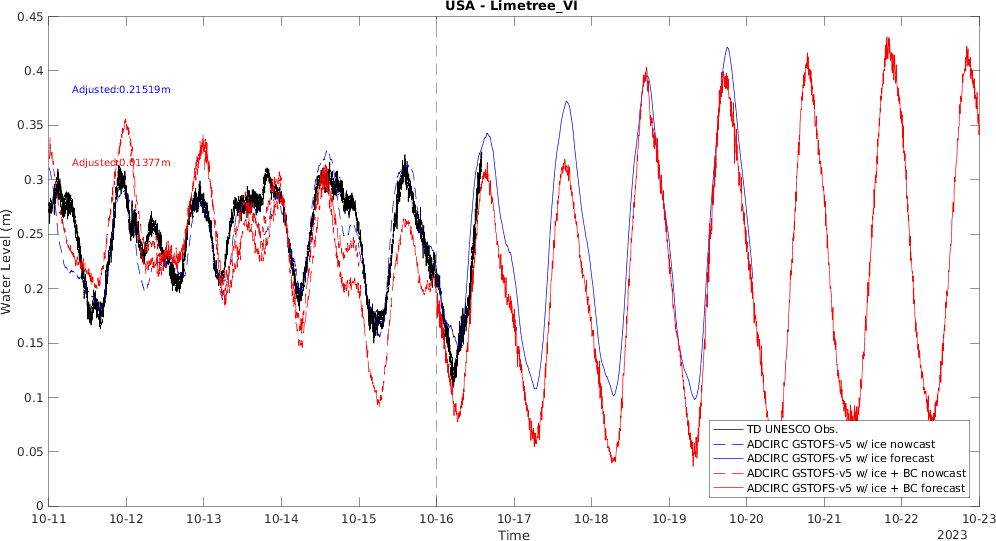 USA - Limetree_VI
Water Level (m)
0.45
0.4
0.35
0.3
0.25
0.2
0.15
0.1
0.05
0
Adjusted:0.21519m
Adjusted:0.01377m
TD UNESCO Obs.
ADCIRC GSTOFS-v5 w/ ice nowcast
ADCIRC GSTOFS-v5 w/ ice forecast
ADCIRC GSTOFS-v5 w/ ice + BC nowcast
ADCIRC GSTOFS-v5 w/ ice + BC forecast
10-11 10-12 10-13 10-14 10-15 10-16 10-17 10-18 10-19 10-20 10-21 10-22 10-23
Time
2023